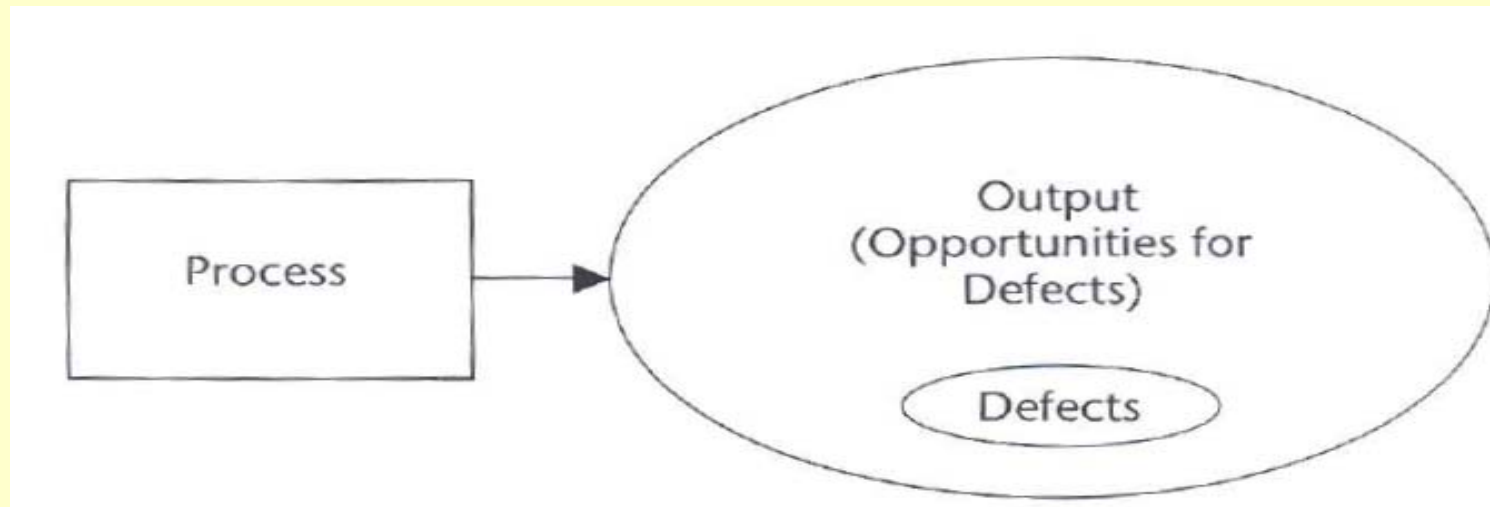 Process
Output
(Opportunities for
Defects)
Defects